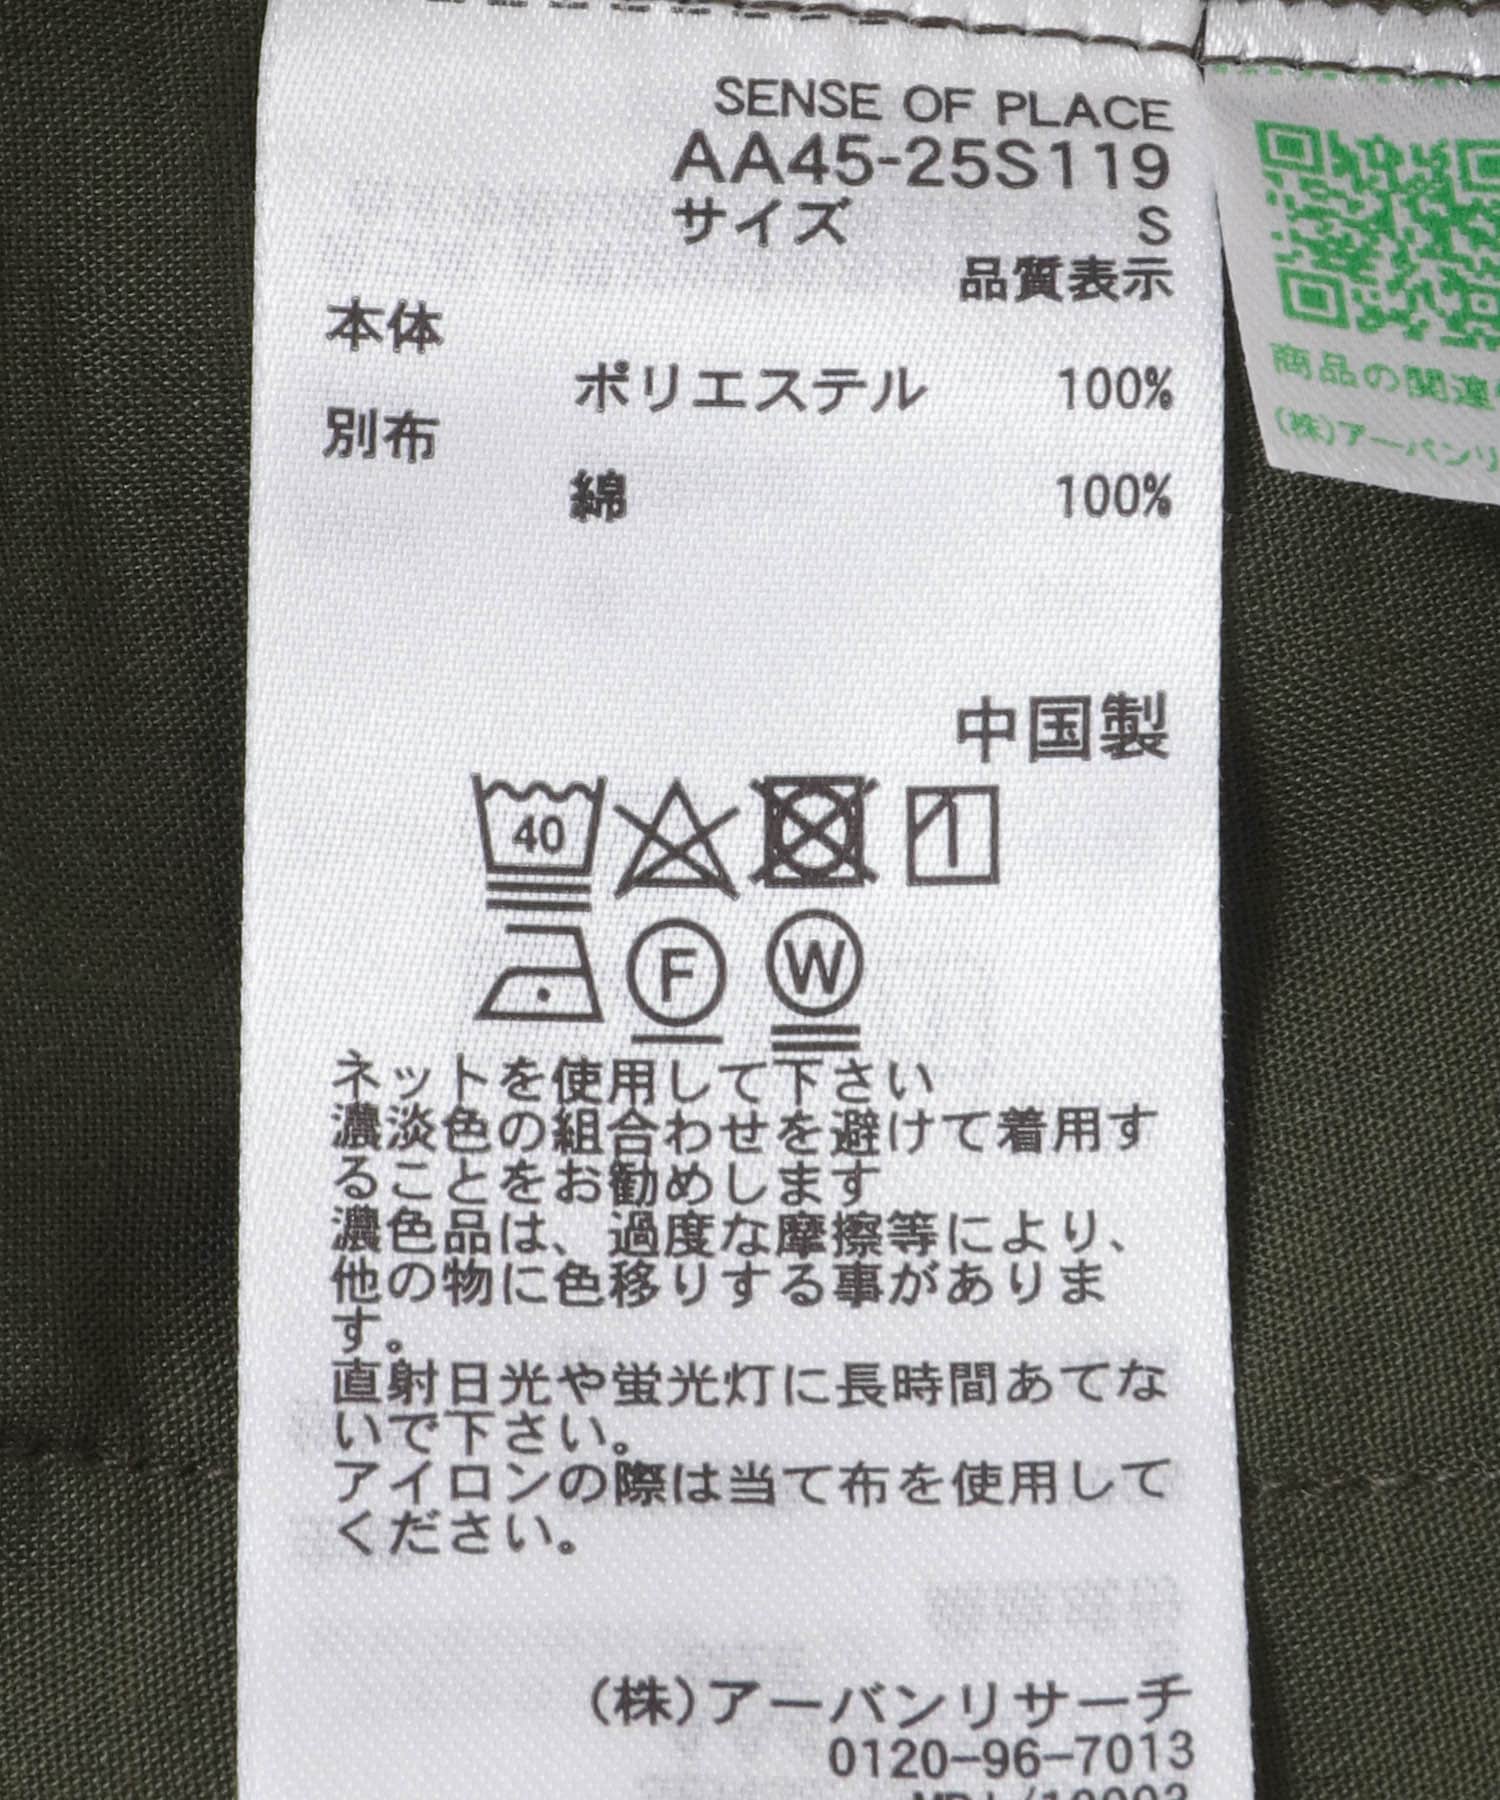 SENSE OF PLACE
AA45-25S119
サイズ S
品質表示
本体
ポリエステル 100%
別布
綿 100%
中国製
40
F W
ネットを使用して下さい
濃淡色の組合わせを避けて着用す
ることをお勧めします
濃色品は、過度な摩擦等により、
他の物に色移りする事がありま
す。
直射日光や蛍光灯に長時間あてな
いで下さい。
アイロンの際は当て布を使用して
ください。
(株)アーバンリサーチ
0120-96-7013
商品の関連
(株)アーバンリ